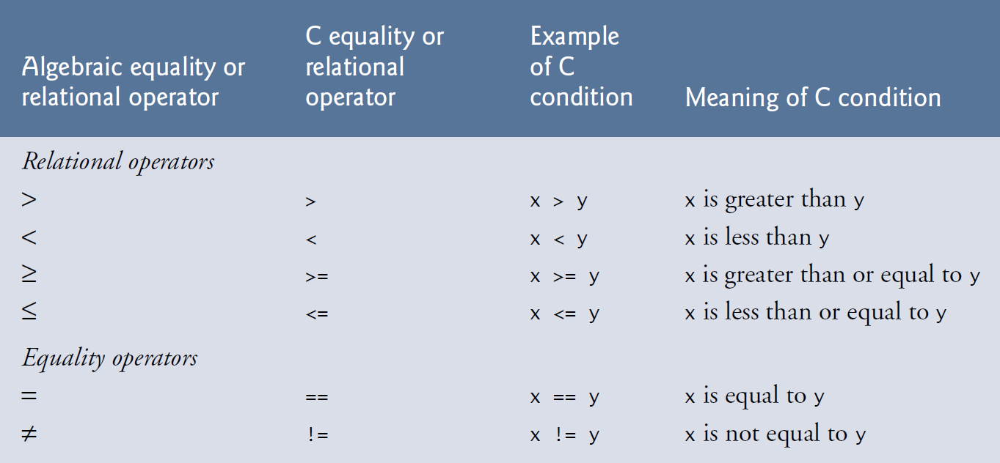 Algebraic equality or relational operator C equality or relational operator Example of C condition Meaning of C condition
Relational operators
> > x > y x is greater than y
< < x < y x is less than y
≥ >= x >= y x is greater than or equal to y
≤ <= x <= y x is less than or equal to y
Equality operators
= == x == y x is equal to y
≠ != x != y x is not equal to y